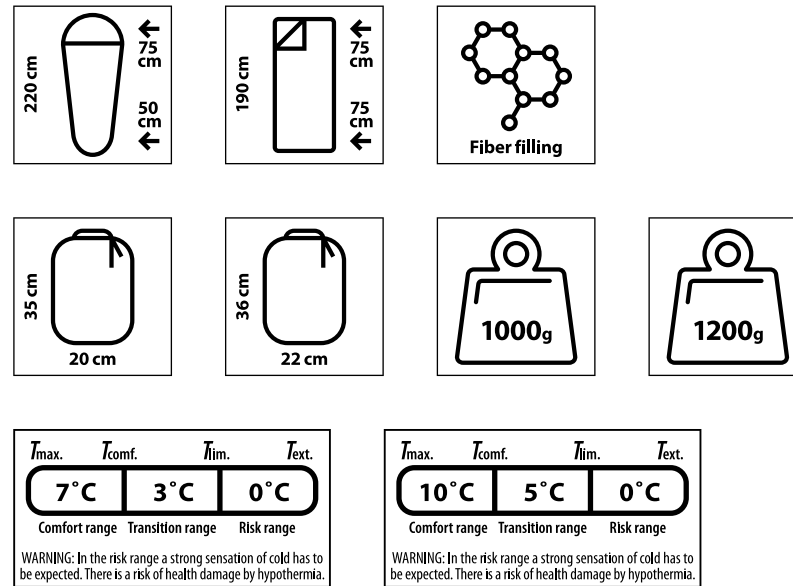 220 cm
75
cm
50
cm
190 cm
75
cm
75
cm
Fiber filling
35 cm
20 cm
36 cm
22 cm
1000g
1200g
Tmax. Tcomf. Tlim. Text.
7°C 3°C 0°C
Comfort range Transition range Risk range
WARNING: In the risk range a strong sensation of cold has to
be expected. There is a risk of health damage by hypothermia.
Tmax. Tcomf. Tlim. Text.
10°C 5°C 0°C
Comfort range Transition range Risk range
WARNING: In the risk range a strong sensation of cold has to
be expected. There is a risk of health damage by hypothermia.